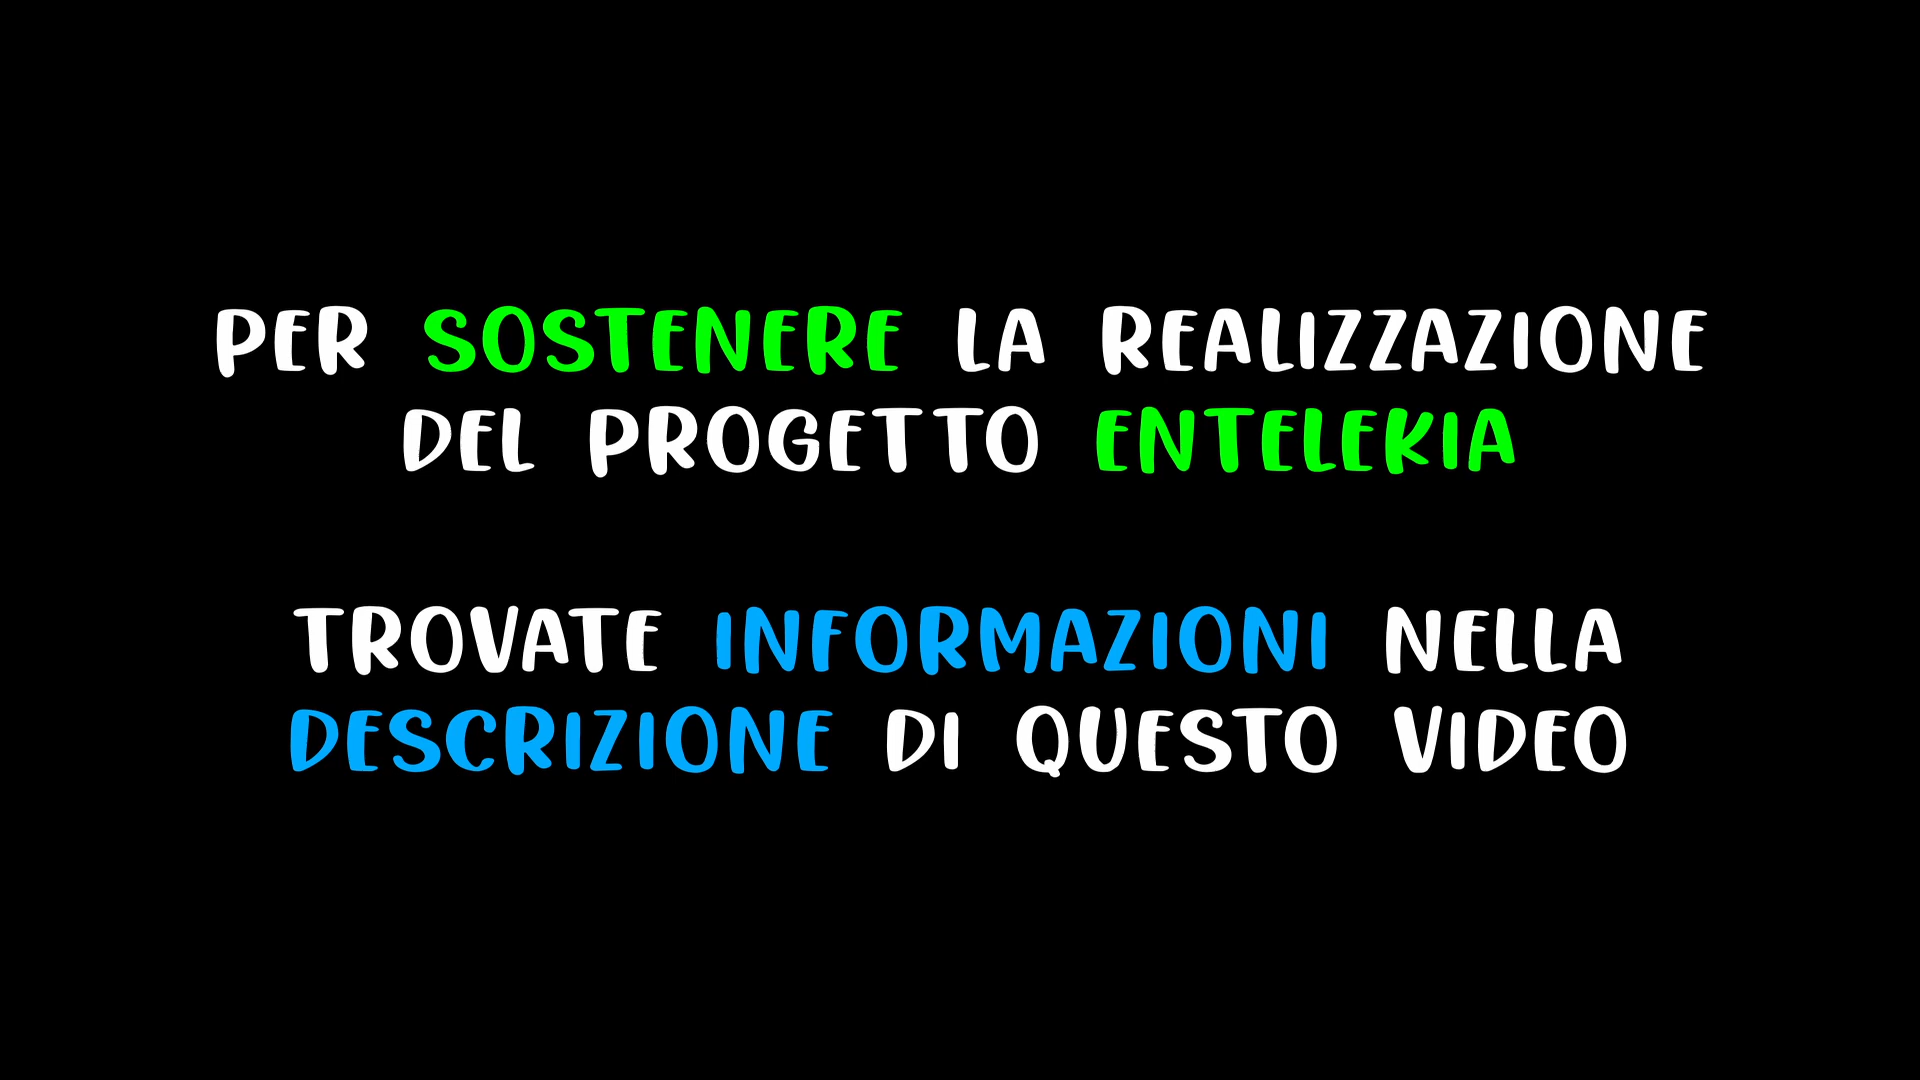 PER SOSTENERE LA REALIZZAZIONE
DEL PROGETTO ENTELEKIA
TROVATE INFORMAZIONI NELLA
DESCRIZIONE DI QUESTO VIDEO